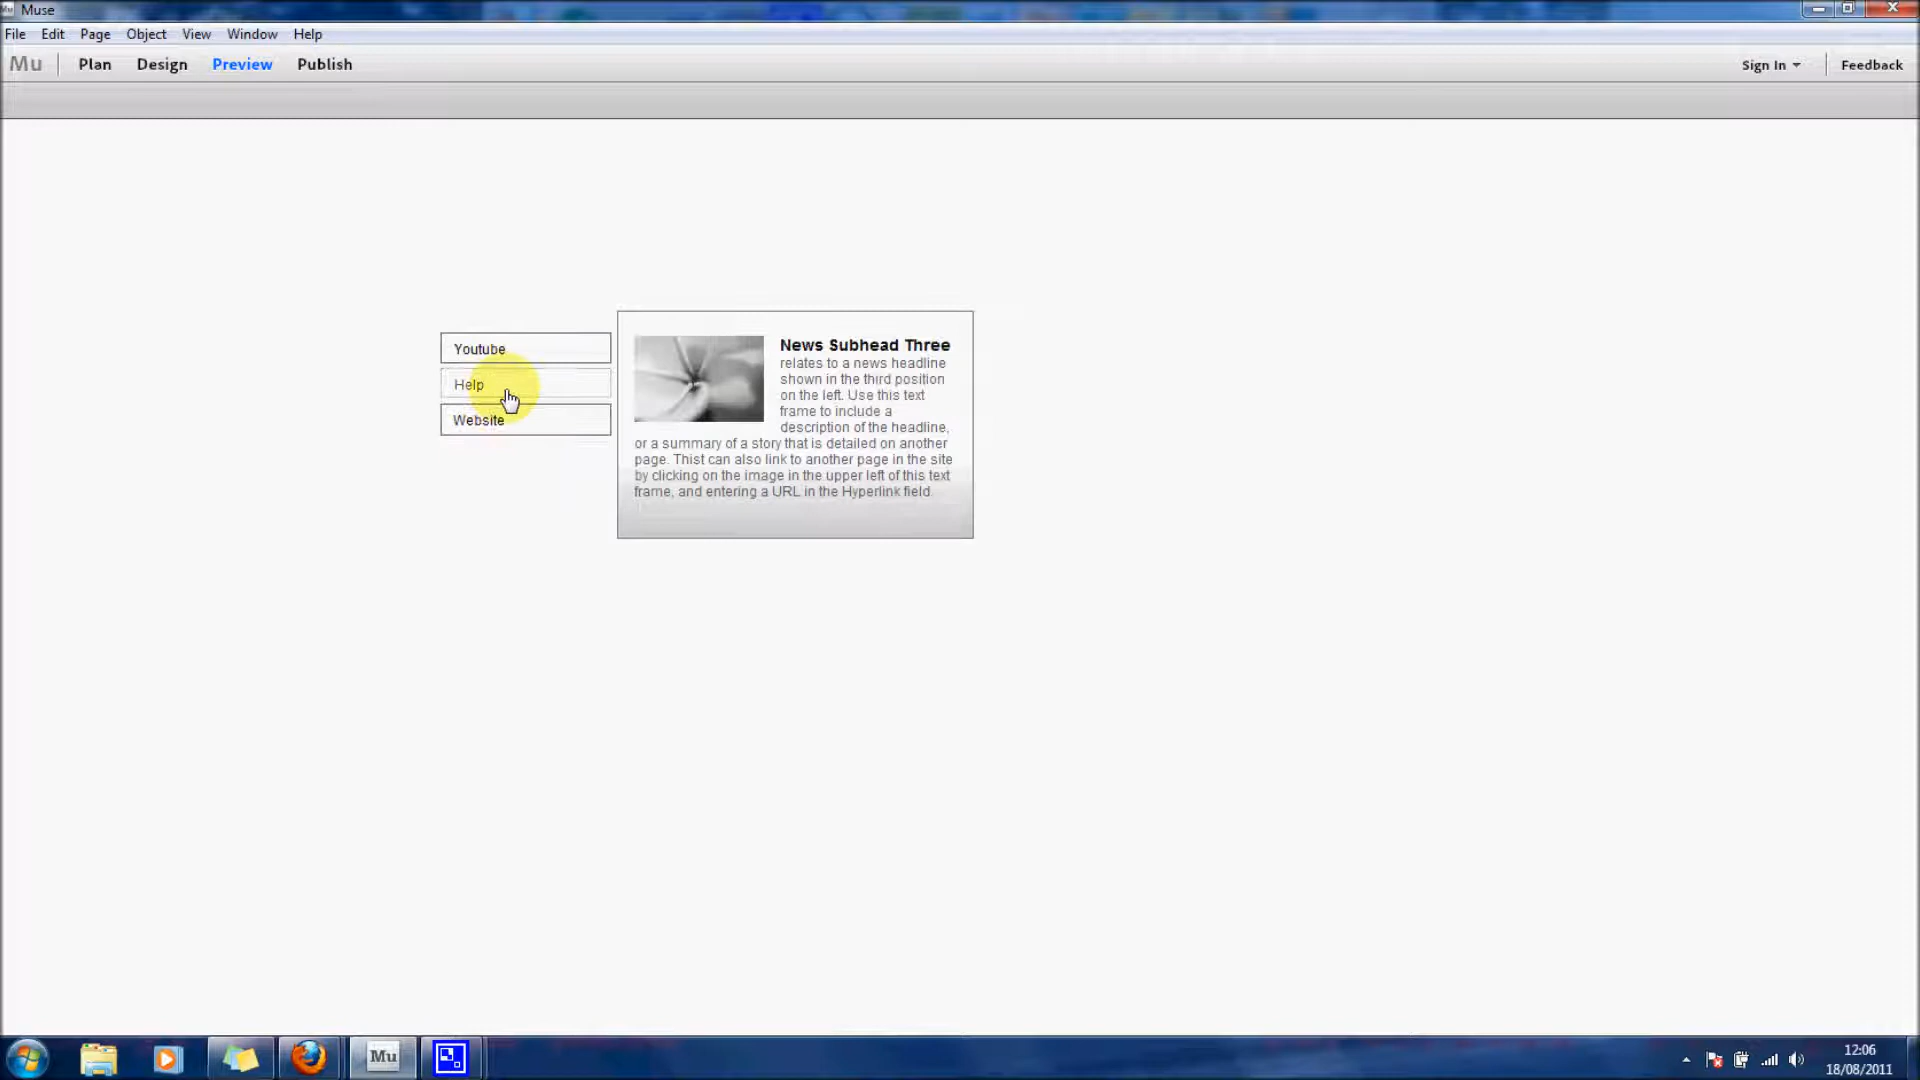 Mu Muse
File Edit Page Object View Window Help
Mu Plan Design Preview Publish Sign In Feedback
Youtube
Help
Website
News Subhead Three
relates to a news headline
shown in the third position
on the left. Use this text
frame to include a
description of the headline,
or a summary of a story that is detailed on another
page. Thist can also link to another page in the site
by clicking on the image in the upper left of this text
frame, and entering a URL in the Hyperlink field.
Mu
12:06
18/08/2011